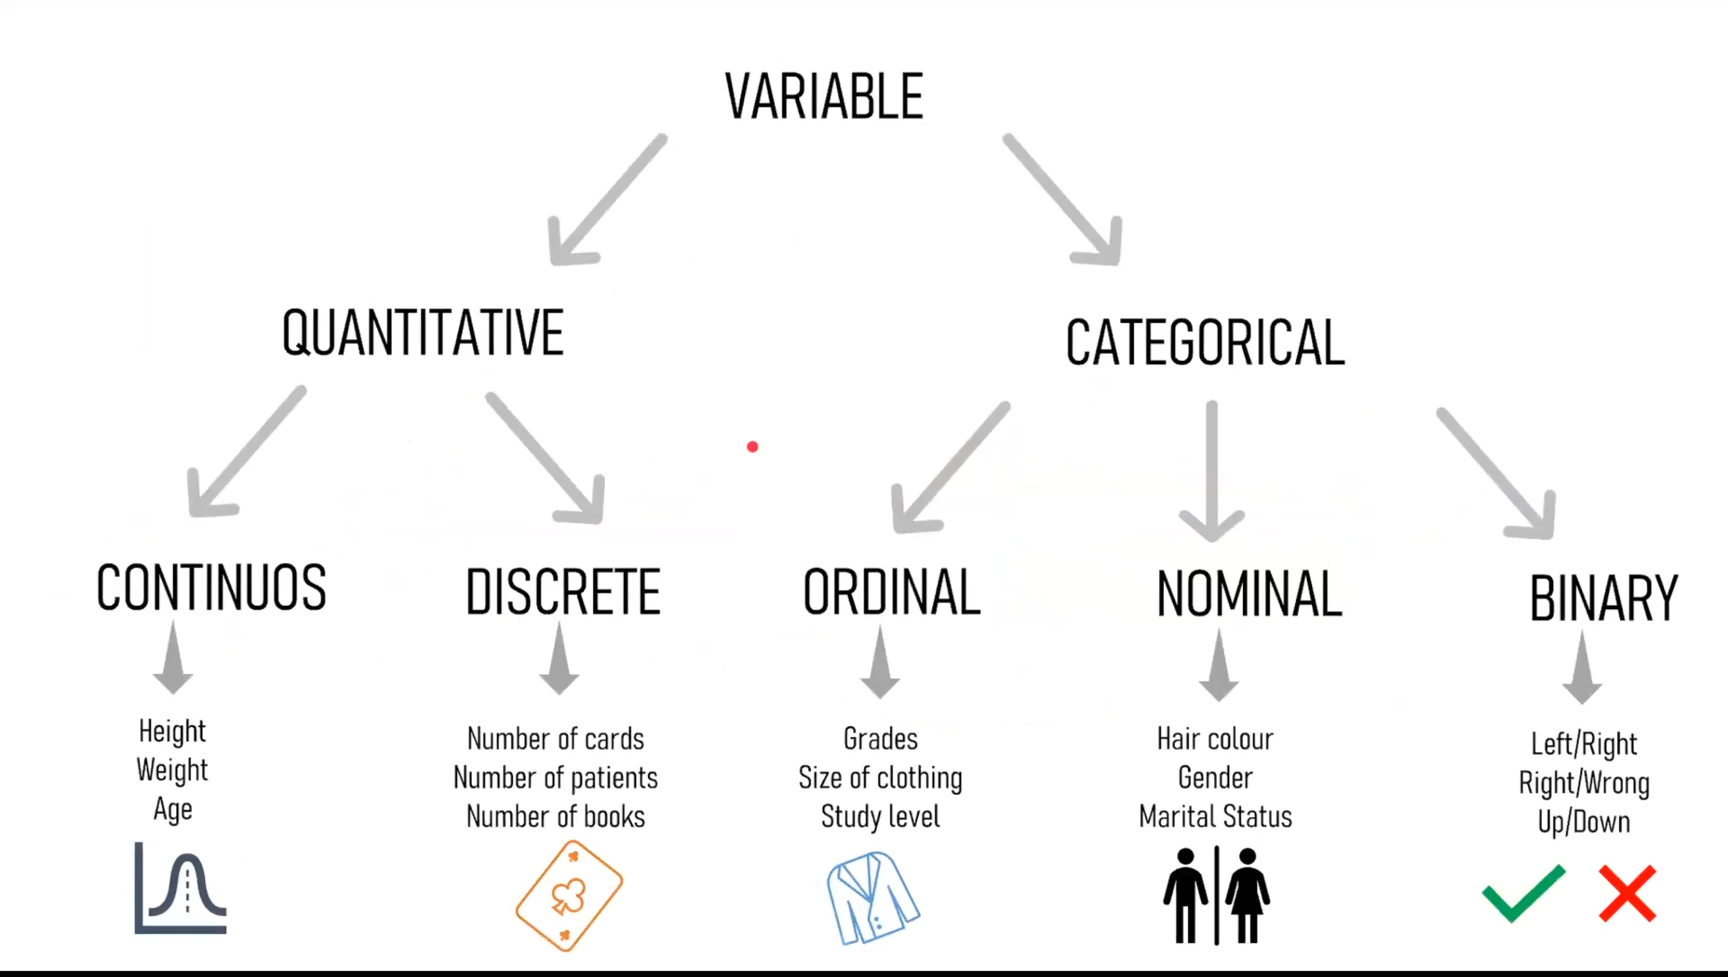 VARIABLE
QUANTITATIVE
CATEGORICAL
CONTINUOS
DISCRETE
ORDINAL
NOMINAL
BINARY
Height
Weight
Age
Number of cards
Number of patients
Number of books
Grades
Size of clothing
Study level
Hair colour
Gender
Marital Status
Left/Right
Right/Wrong
Up/Down